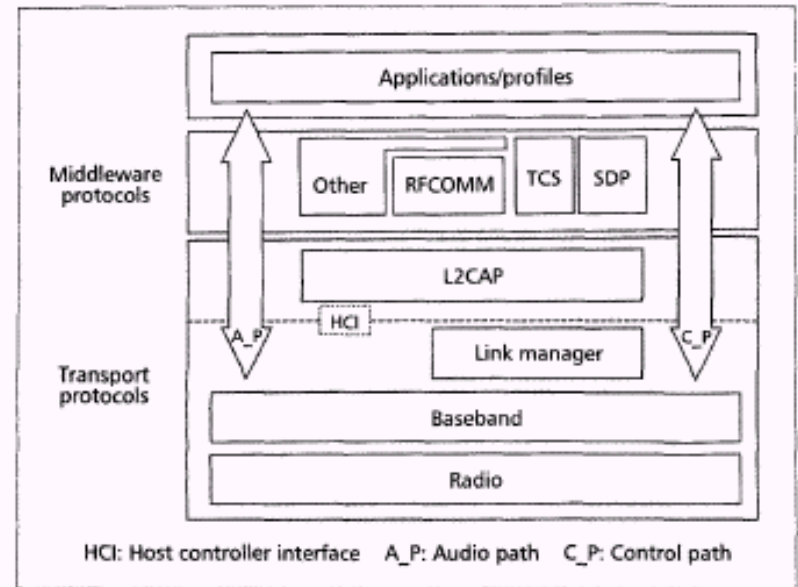 Applications/profiles
Middleware
protocols
Other
RFCOMM
TCS
SDP
L2CAP
HCI
A_P
C_P
Link manager
Transport
protocols
Baseband
Radio
HCI: Host controller interface A_P: Audio path C_P: Control path